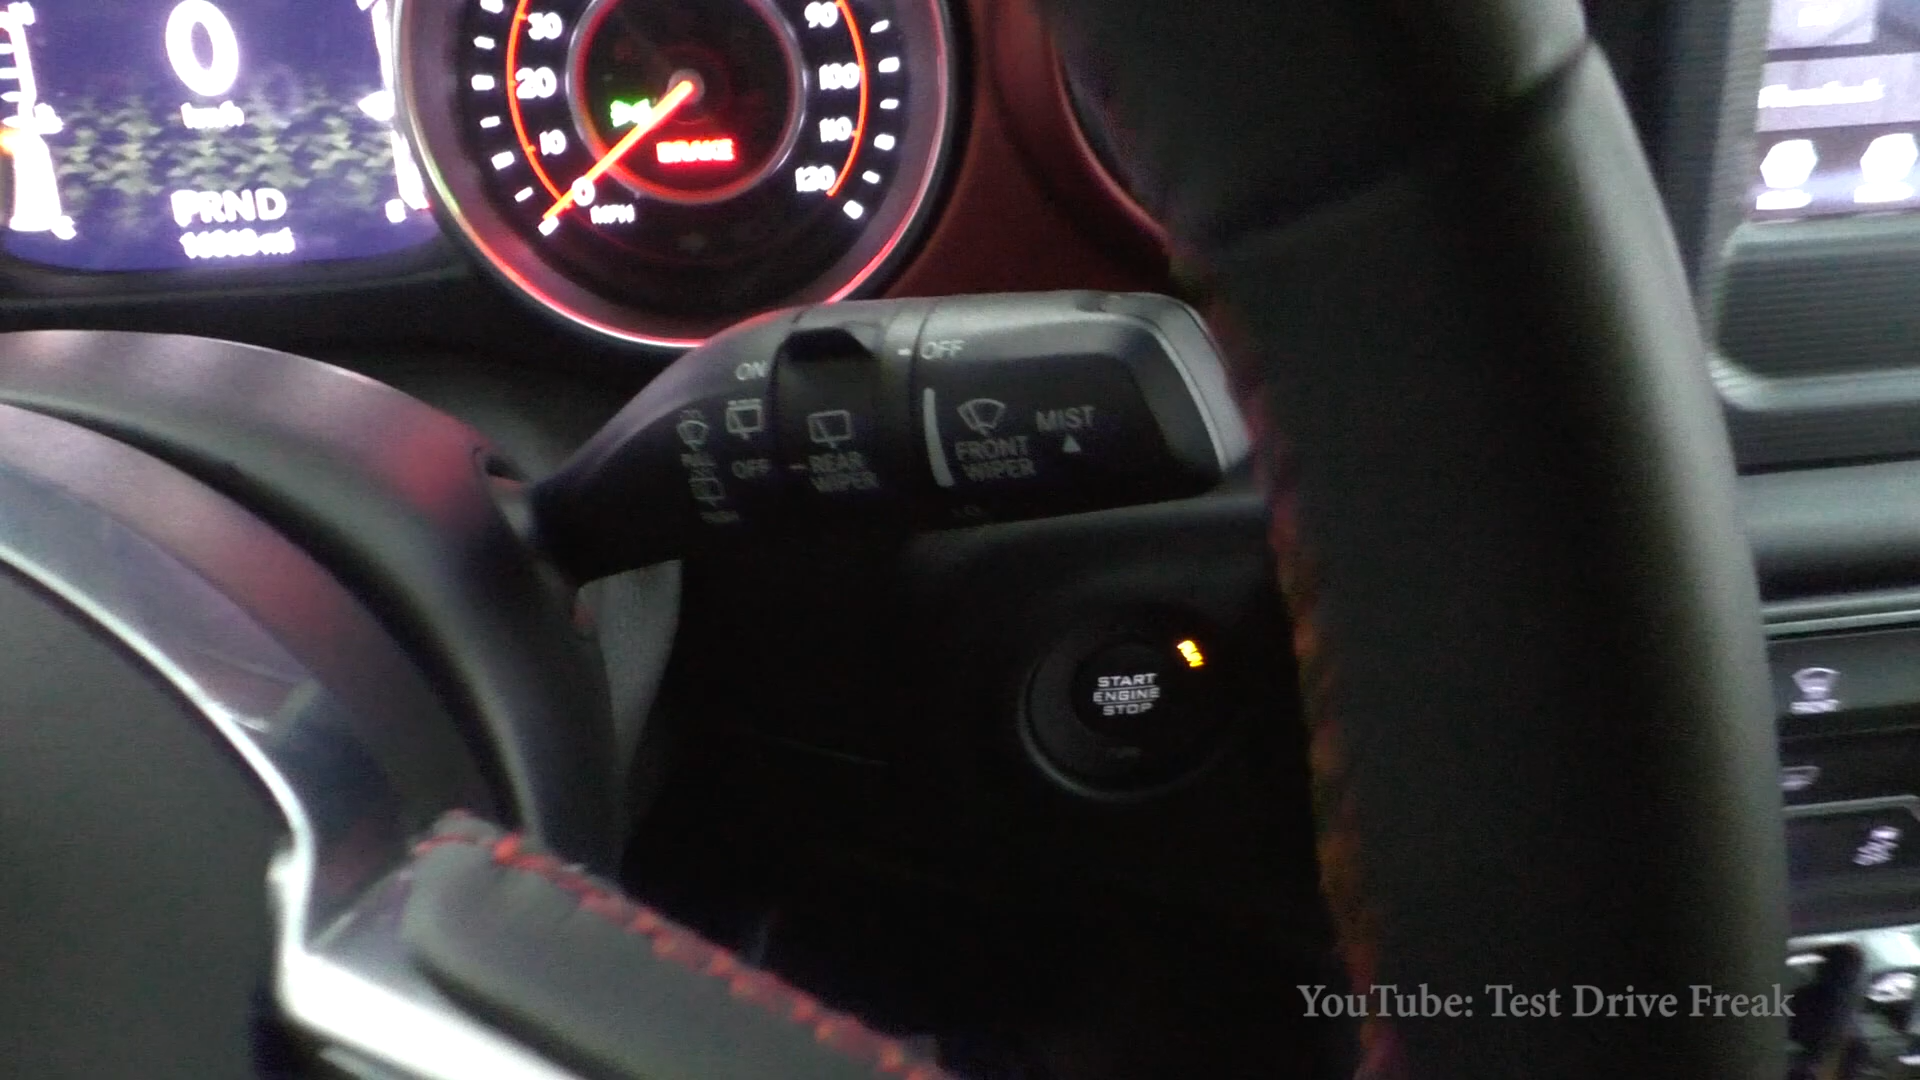 0
PRND
30
20
10
0
MPH
90
100
110
120
BRAKE
ON
OFF
OFF
REAR
WIPER
FRONT
WIPER
MIST
START
ENGINE
STOP
YouTube: Test Drive Freak